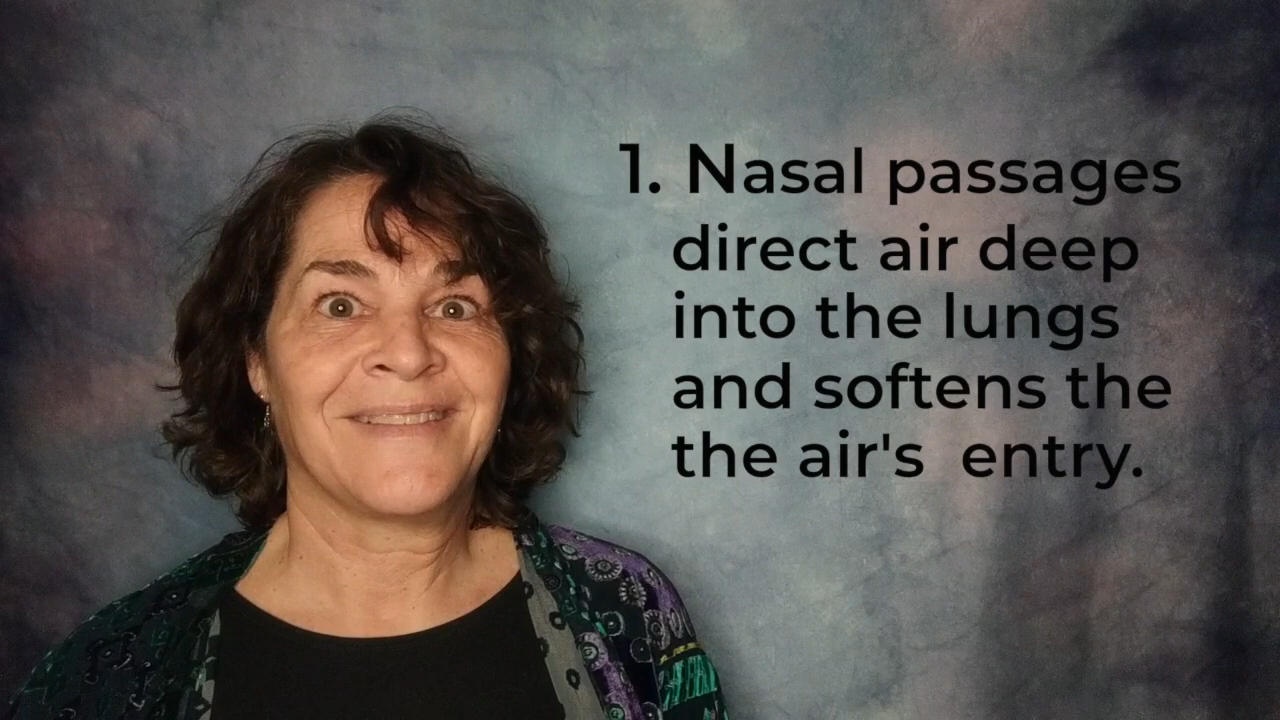 1. Nasal passages
direct air deep
into the lungs
and softens the
the air's  entry.